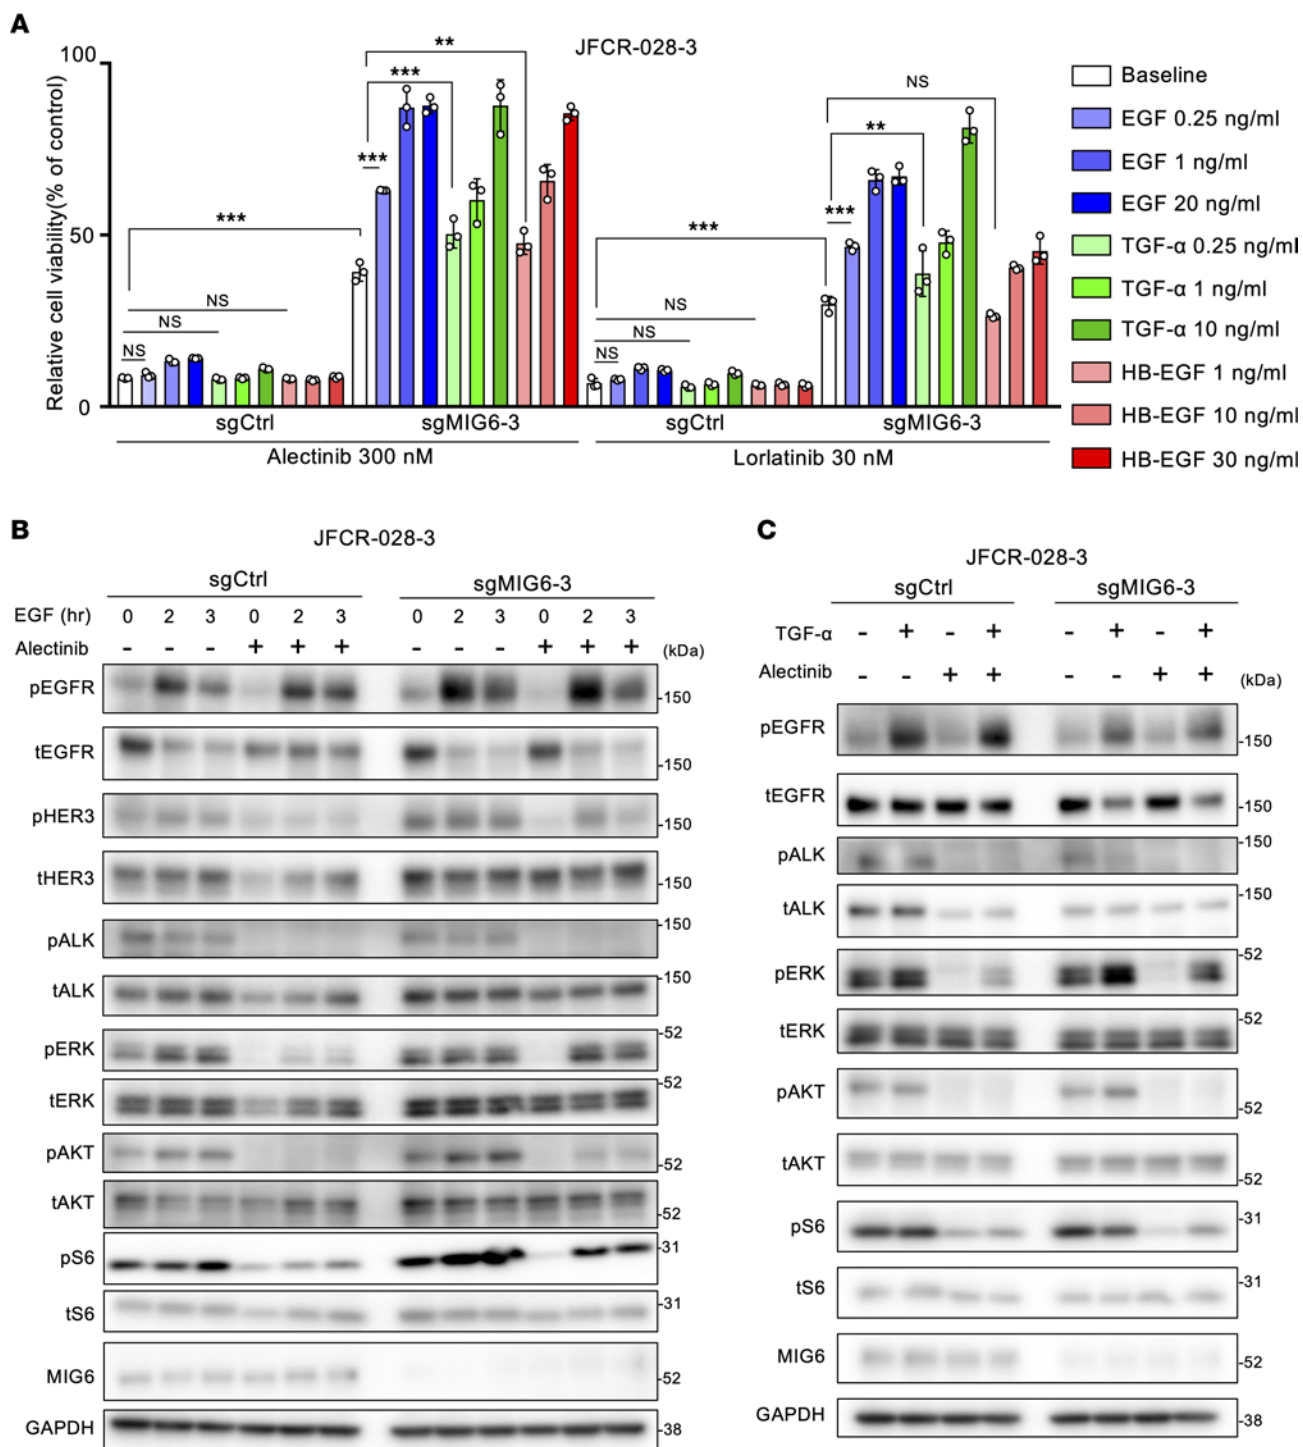 A
JFCR-028-3
Relative cell viability(% of control)
100
50
0
*** NS NS NS
*** *** **
*** NS NS NS
*** ** NS
sgCtrl sgMIG6-3 sgCtrl sgMIG6-3
Alectinib 300 nM Lorlatinib 30 nM
Baseline
EGF 0.25 ng/ml
EGF 1 ng/ml
EGF 20 ng/ml
TGF-α 0.25 ng/ml
TGF-α 1 ng/ml
TGF-α 10 ng/ml
HB-EGF 1 ng/ml
HB-EGF 10 ng/ml
HB-EGF 30 ng/ml
B
JFCR-028-3
sgCtrl sgMIG6-3
EGF (hr) 0 2 3 0 2 3 0 2 3 0 2 3
Alectinib - - - + + + - - - + + + (kDa)
pEGFR -150
tEGFR -150
pHER3 -150
tHER3 -150
pALK -150
tALK -150
pERK -52
tERK -52
pAKT -52
tAKT -52
pS6 -31
tS6 -31
MIG6 -52
GAPDH -38
C
JFCR-028-3
sgCtrl sgMIG6-3
TGF-α - + - + - + - +
Alectinib - - + + - - + + (kDa)
pEGFR -150
tEGFR -150
pALK -150
tALK -150
pERK -52
tERK -52
pAKT -52
tAKT -52
pS6 -31
tS6 -31
MIG6 -52
GAPDH -38